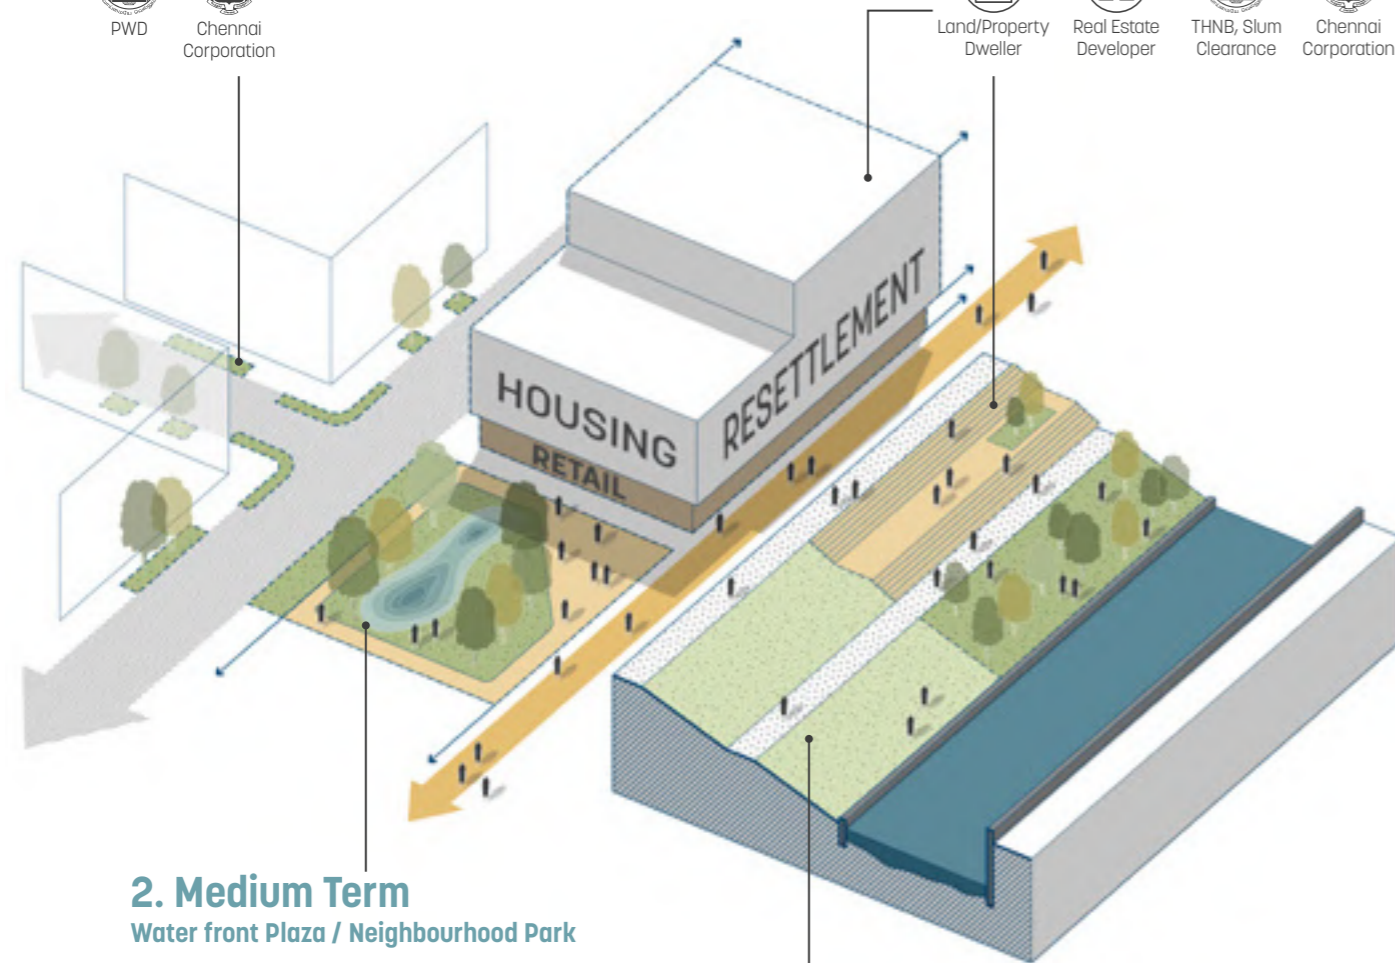 PWD
Chennai
Corporation
Land/Property
Dweller
Real Estate
Developer
THNB, Slum
Clearance
Chennai
Corporation
HOUSING
RESETTLEMENT
RETAIL
2. Medium Term
Water front Plaza / Neighbourhood Park